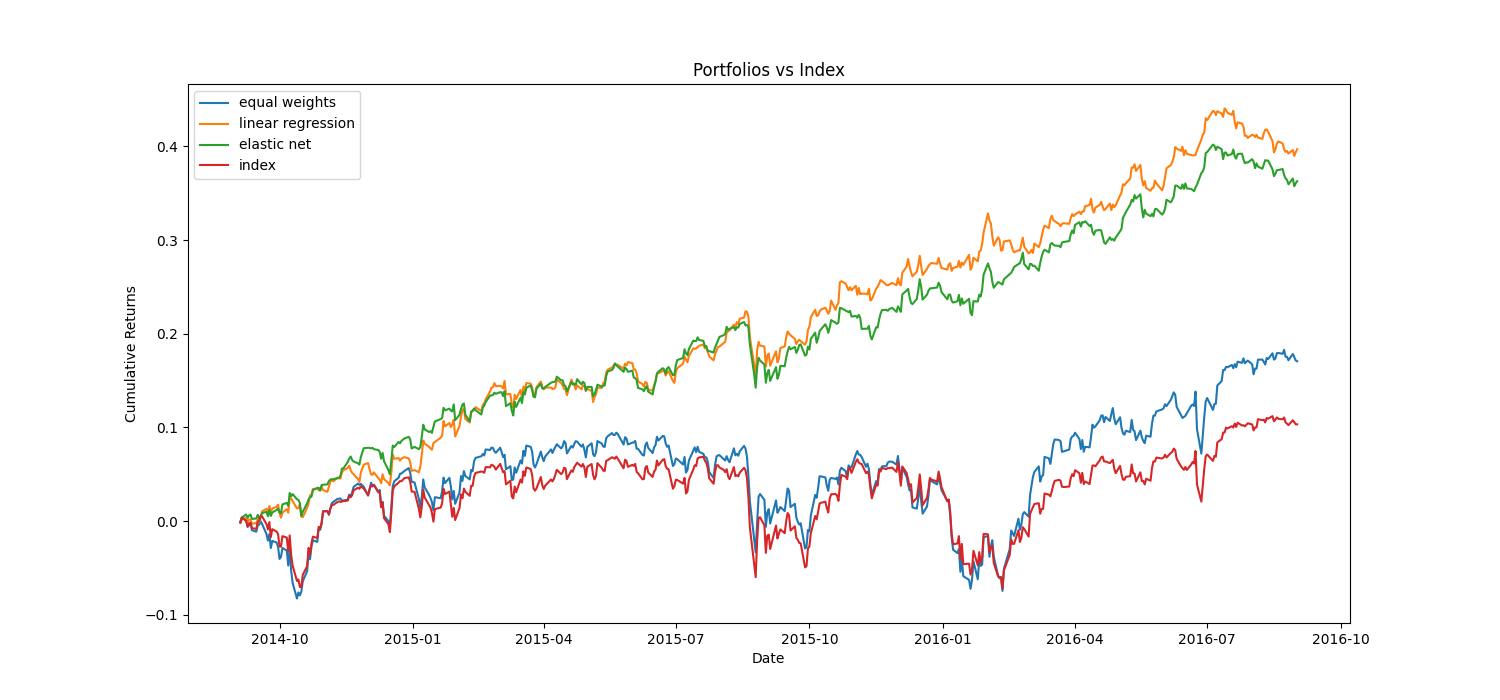 Portfolios vs Index
equal weights
linear regression
elastic net
index
Cumulative Returns
0.4
0.3
0.2
0.1
0.0
−0.1
2014-10
2015-01
2015-04
2015-07
2015-10
2016-01
2016-04
2016-07
2016-10
Date